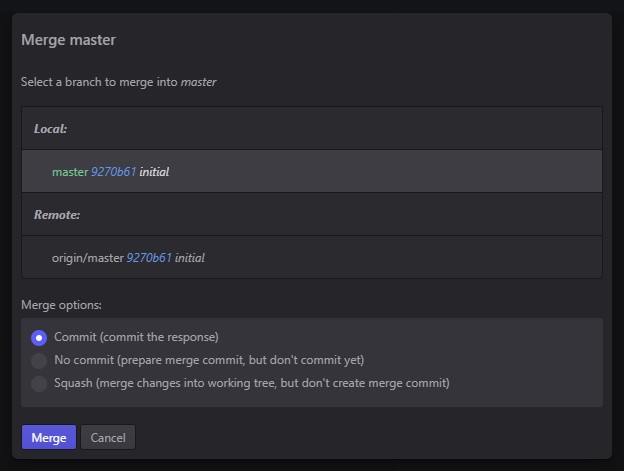 Merge master
Select a branch to merge into master
Local:
master 9270b61 initial
Remote:
origin/master 9270b61 initial
Merge options:
Commit (commit the response)
No commit (prepare merge commit, but don't commit yet)
Squash (merge changes into working tree, but don't create merge commit)
Merge
Cancel